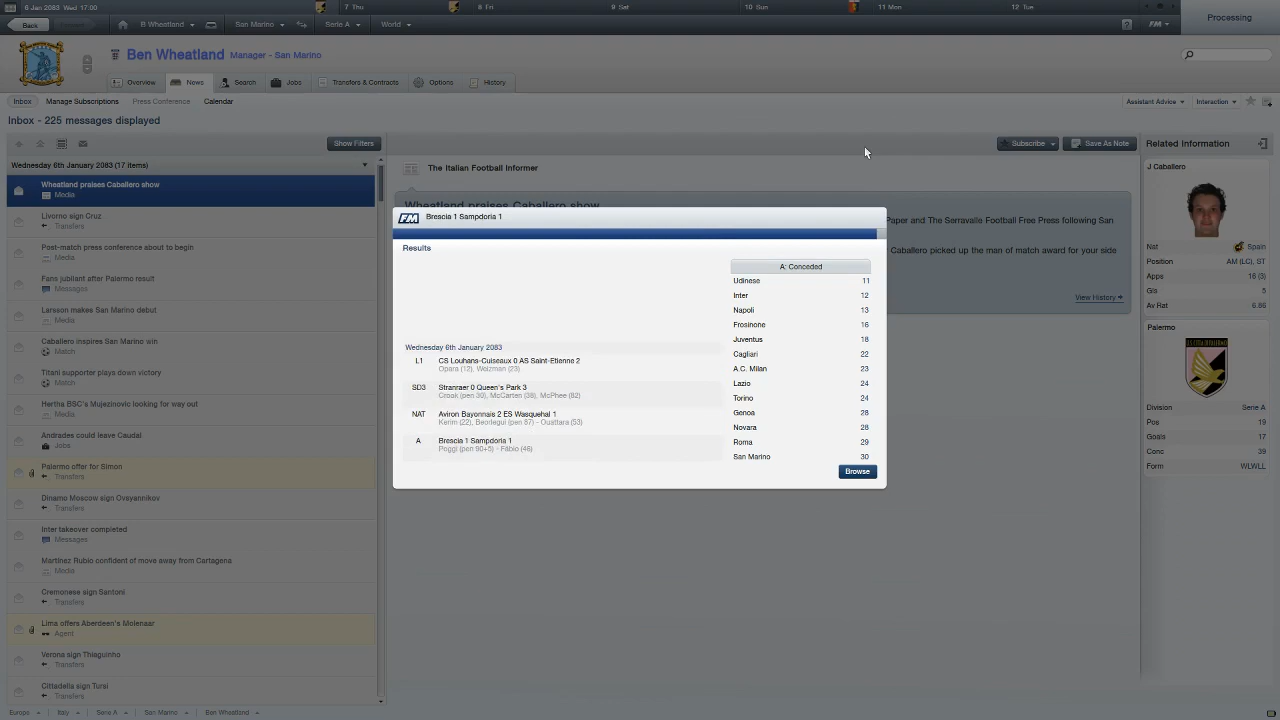 6 Jan 2083 Wed 17:00
7 Thu
8 Fri
9 Sat
10 Sun
11 Mon
12 Tue
Processing
Back
B Wheatland
San Marino
Serie A
World
FM
Ben Wheatland
Manager - San Marino
Overview
News
Search
Jobs
Transfers & Contracts
Options
History
Inbox
Manage Subscriptions
Press Conference
Calendar
Assistant Advice
Interaction
Inbox - 225 messages displayed
Show Filters
Subscribe
Save As Note
Related Information
Wednesday 6th January 2083 (17 items)
Wheatland praises Caballero show
Media
Livorno sign Cruz
Transfers
Post-match press conference about to begin
Media
Fans jubilant after Palermo result
Messages
Larsson makes San Marino debut
Media
Caballero inspires San Marino win
Match
Titani supporter plays down victory
Match
Hertha BSC's Mujezinovic looking for way out
Media
Andrades could leave Caudal
Jobs
Palermo offer for Simon
Transfers
Dinamo Moscow sign Ovsyannikov
Transfers
Inter takeover completed
Messages
Martínez Rubio confident of move away from Cartagena
Media
Cremonese sign Santoni
Transfers
Lima offers Aberdeen's Molenaar
Agent
Verona sign Thiaguinho
Transfers
Cittadella sign Tursi
Transfers
The Italian Football Informer
Wheatland praises Caballero show
Paper and The Serravalle Football Free Press following San
Caballero picked up the man of match award for your side
View History
FM
Brescia 1 Sampdoria 1
Results
Wednesday 6th January 2083
L1 CS Louhans-Cuiseaux 0 AS Saint-Etienne 2
Opara (12), Weizman (23)
SD3 Stranraer 0 Queen's Park 3
Croak (pen 30), McCarten (38), McPhee (82)
NAT Aviron Bayonnais 2 ES Wasquehal 1
Kerim (22), Beorlegui (pen 87) - Ouattara (53)
A Brescia 1 Sampdoria 1
Poggi (pen 90+5) - Fábio (46)
A: Conceded
Udinese 11
Inter 12
Napoli 13
Frosinone 16
Juventus 18
Cagliari 22
A.C. Milan 23
Lazio 24
Torino 24
Genoa 28
Novara 28
Roma 29
San Marino 30
Browse
J Caballero
Nat Spain
Position AM (LC), ST
Apps 16 (3)
Gls 5
Av Rat 6.86
Palermo
Division Serie A
Pos 19
Goals 17
Conc 39
Form WLWLL
Europe
Italy
Serie A
San Marino
Ben Wheatland